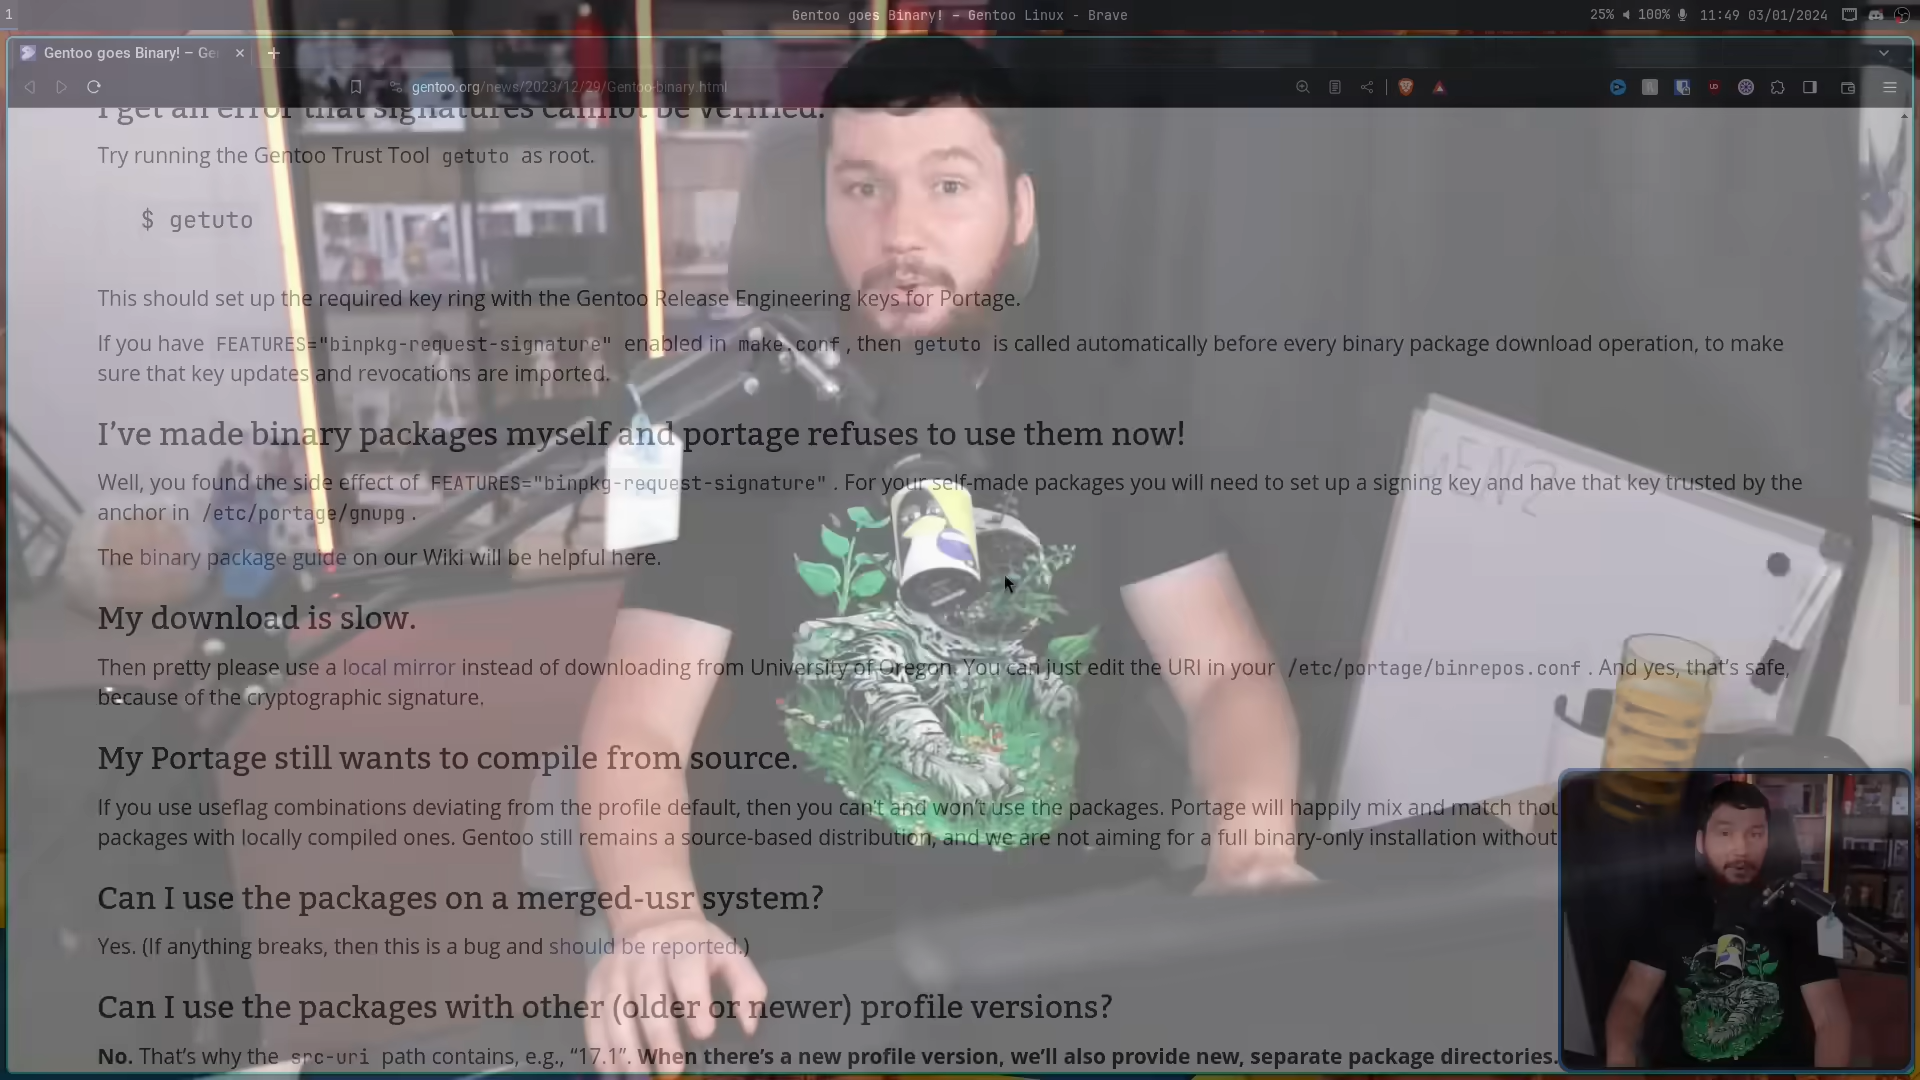 1
Gentoo goes Binary! – Gentoo Linux - Brave
25% 100% 11:49 03/01/2024
Gentoo goes Binary! – Ge
gentoo.org/news/2023/12/29/Gentoo-binary.html
I get an error that signatures cannot be verified.
Try running the Gentoo Trust Tool getuto as root.
$ getuto
This should set up the required key ring with the Gentoo Release Engineering keys for Portage.
If you have FEATURES="binpkg-request-signature" enabled in make.conf, then getuto is called automatically before every binary package download operation, to make
sure that key updates and revocations are imported.
I’ve made binary packages myself and portage refuses to use them now!
Well, you found the side effect of FEATURES="binpkg-request-signature". For your self-made packages you will need to set up a signing key and have that key trusted by the
anchor in /etc/portage/gnupg.
The binary package guide on our Wiki will be helpful here.
My download is slow.
Then pretty please use a local mirror instead of downloading from University of Oregon. You can just edit the URI in your /etc/portage/binrepos.conf. And yes, that’s safe,
because of the cryptographic signature.
My Portage still wants to compile from source.
If you use useflag combinations deviating from the profile default, then you can’t and won’t use the packages. Portage will happily mix and match
packages with locally compiled ones. Gentoo still remains a source-based distribution, and we are not aiming for a full binary-only installation without
Can I use the packages on a merged-usr system?
Yes. (If anything breaks, then this is a bug and should be reported.)
Can I use the packages with other (older or newer) profile versions?
No. That’s why the src-uri path contains, e.g., “17.1”. When there’s a new profile version, we’ll also provide new, separate package directories.